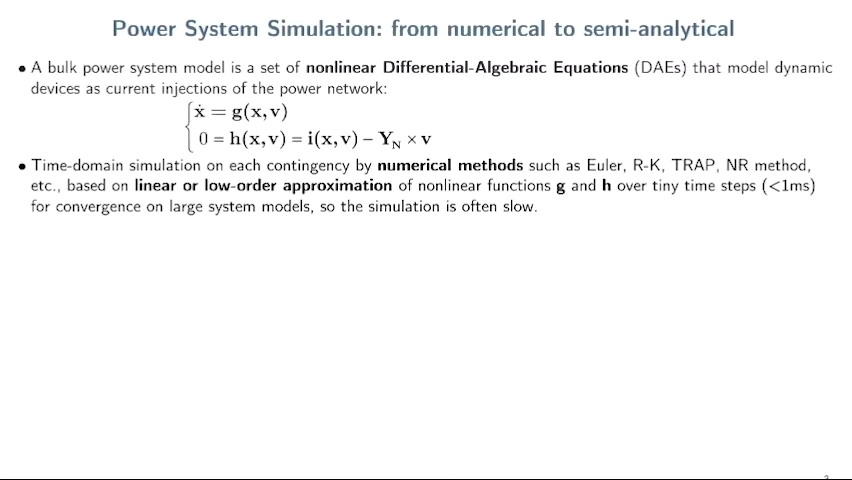 Power System Simulation: from numerical to semi-analytical
• A bulk power system model is a set of nonlinear Differential-Algebraic Equations (DAEs) that model dynamic
devices as current injections of the power network:
ẋ = g(x, v)
0 = h(x, v) = i(x, v) − Y_N × v
• Time-domain simulation on each contingency by numerical methods such as Euler, R-K, TRAP, NR method,
etc., based on linear or low-order approximation of nonlinear functions g and h over tiny time steps (<1ms)
for convergence on large system models, so the simulation is often slow.